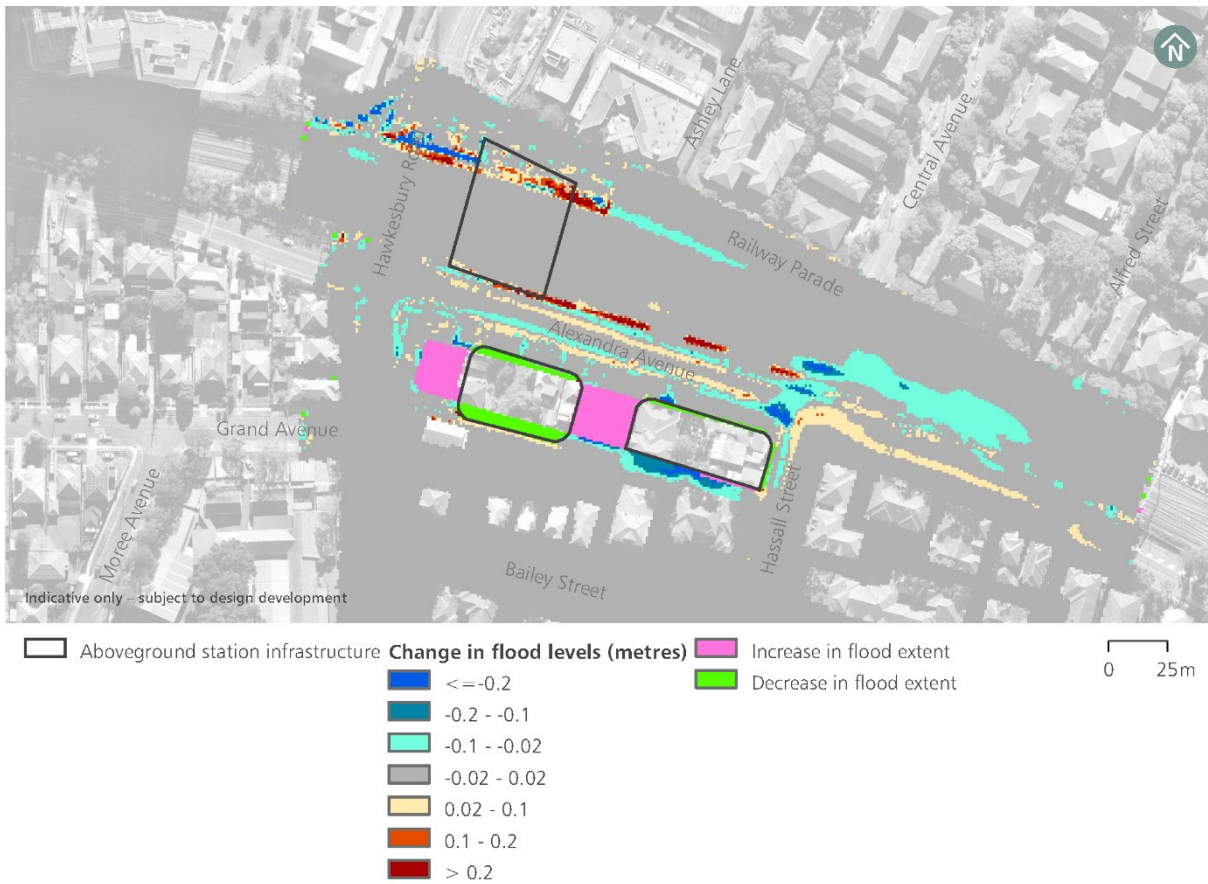 N
Ashley Lane
Central Avenue
Alfred Street
Hawkesbury Road
Railway Parade
Alexandra Avenue
Grand Avenue
Moree Avenue
Hassall Street
Bailey Street
Indicative only – subject to design development
Aboveground station infrastructure
Change in flood levels (metres)
<=-0.2
-0.2 - -0.1
-0.1 - -0.02
-0.02 - 0.02
0.02 - 0.1
0.1 - 0.2
> 0.2
Increase in flood extent
Decrease in flood extent
0 25m